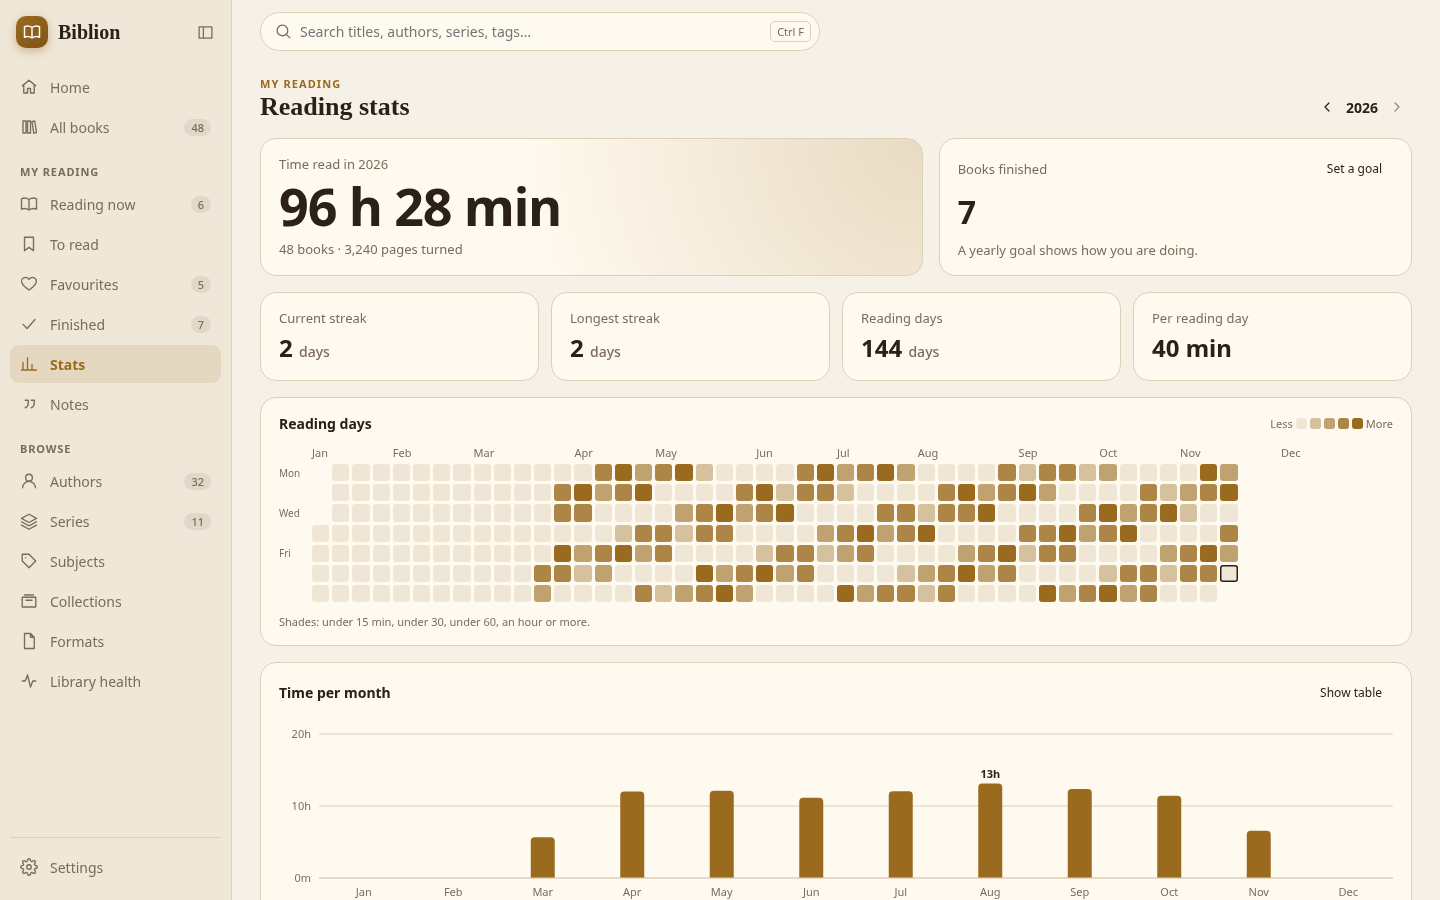 Biblion
Search titles, authors, series, tags...
Ctrl F
Home
All books 48
MY READING
Reading now 6
To read
Favourites 5
Finished 7
Stats
Notes
BROWSE
Authors 32
Series 11
Subjects
Collections
Formats
Library health
Settings
MY READING
Reading stats
2026
Time read in 2026
96 h 28 min
48 books · 3,240 pages turned
Books finished
Set a goal
7
A yearly goal shows how you are doing.
Current streak
2 days
Longest streak
2 days
Reading days
144 days
Per reading day
40 min
Reading days
Less More
Jan Feb Mar Apr May Jun Jul Aug Sep Oct Nov Dec
Mon
Wed
Fri
Shades: under 15 min, under 30, under 60, an hour or more.
Time per month
Show table
20h
13h
10h
0m
Jan Feb Mar Apr May Jun Jul Aug Sep Oct Nov Dec